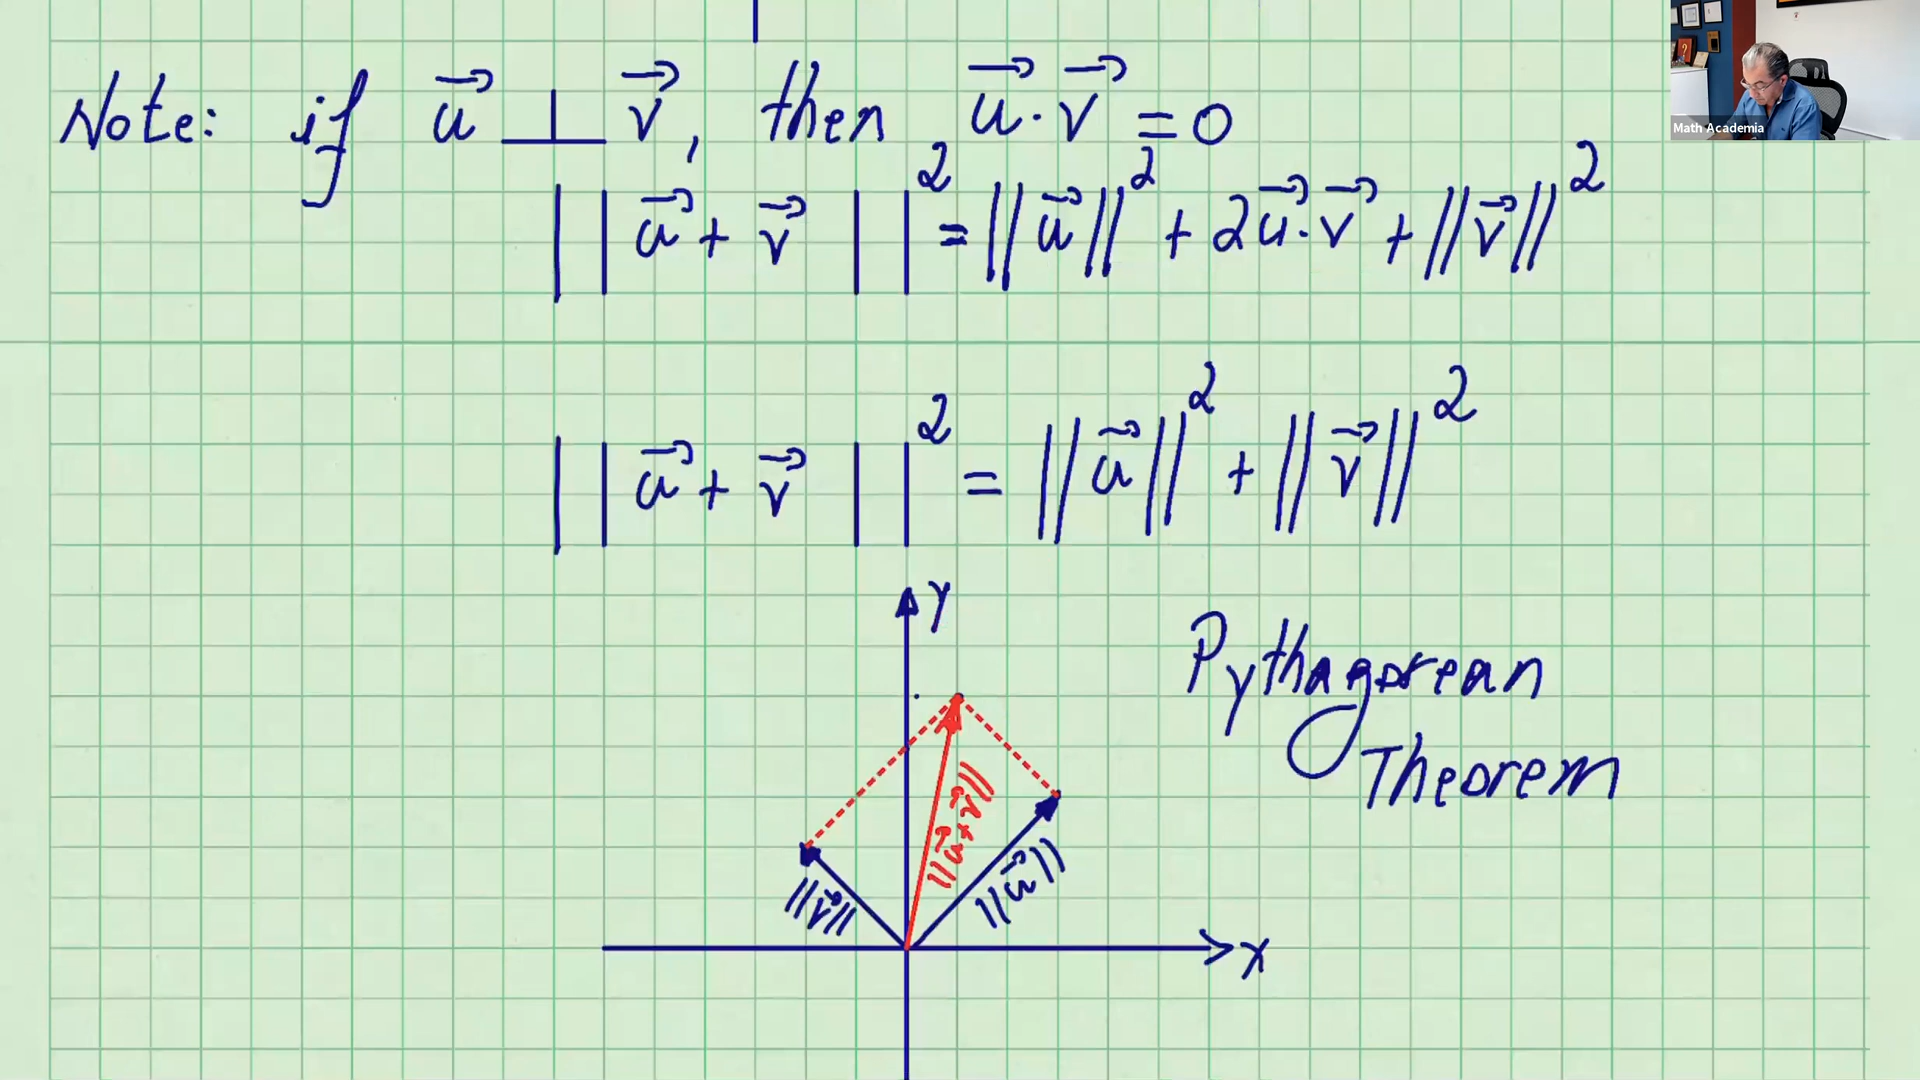 Note: if u⃗ ⊥ v⃗, then u⃗·v⃗ = 0
||u⃗ + v⃗||² = ||u⃗||² + 2u⃗·v⃗ + ||v⃗||²
||u⃗ + v⃗||² = ||u⃗||² + ||v⃗||²
Y
Pythagorean
Theorem
||u⃗+v⃗||
||u⃗||
||v⃗||
X
Math Academia
?